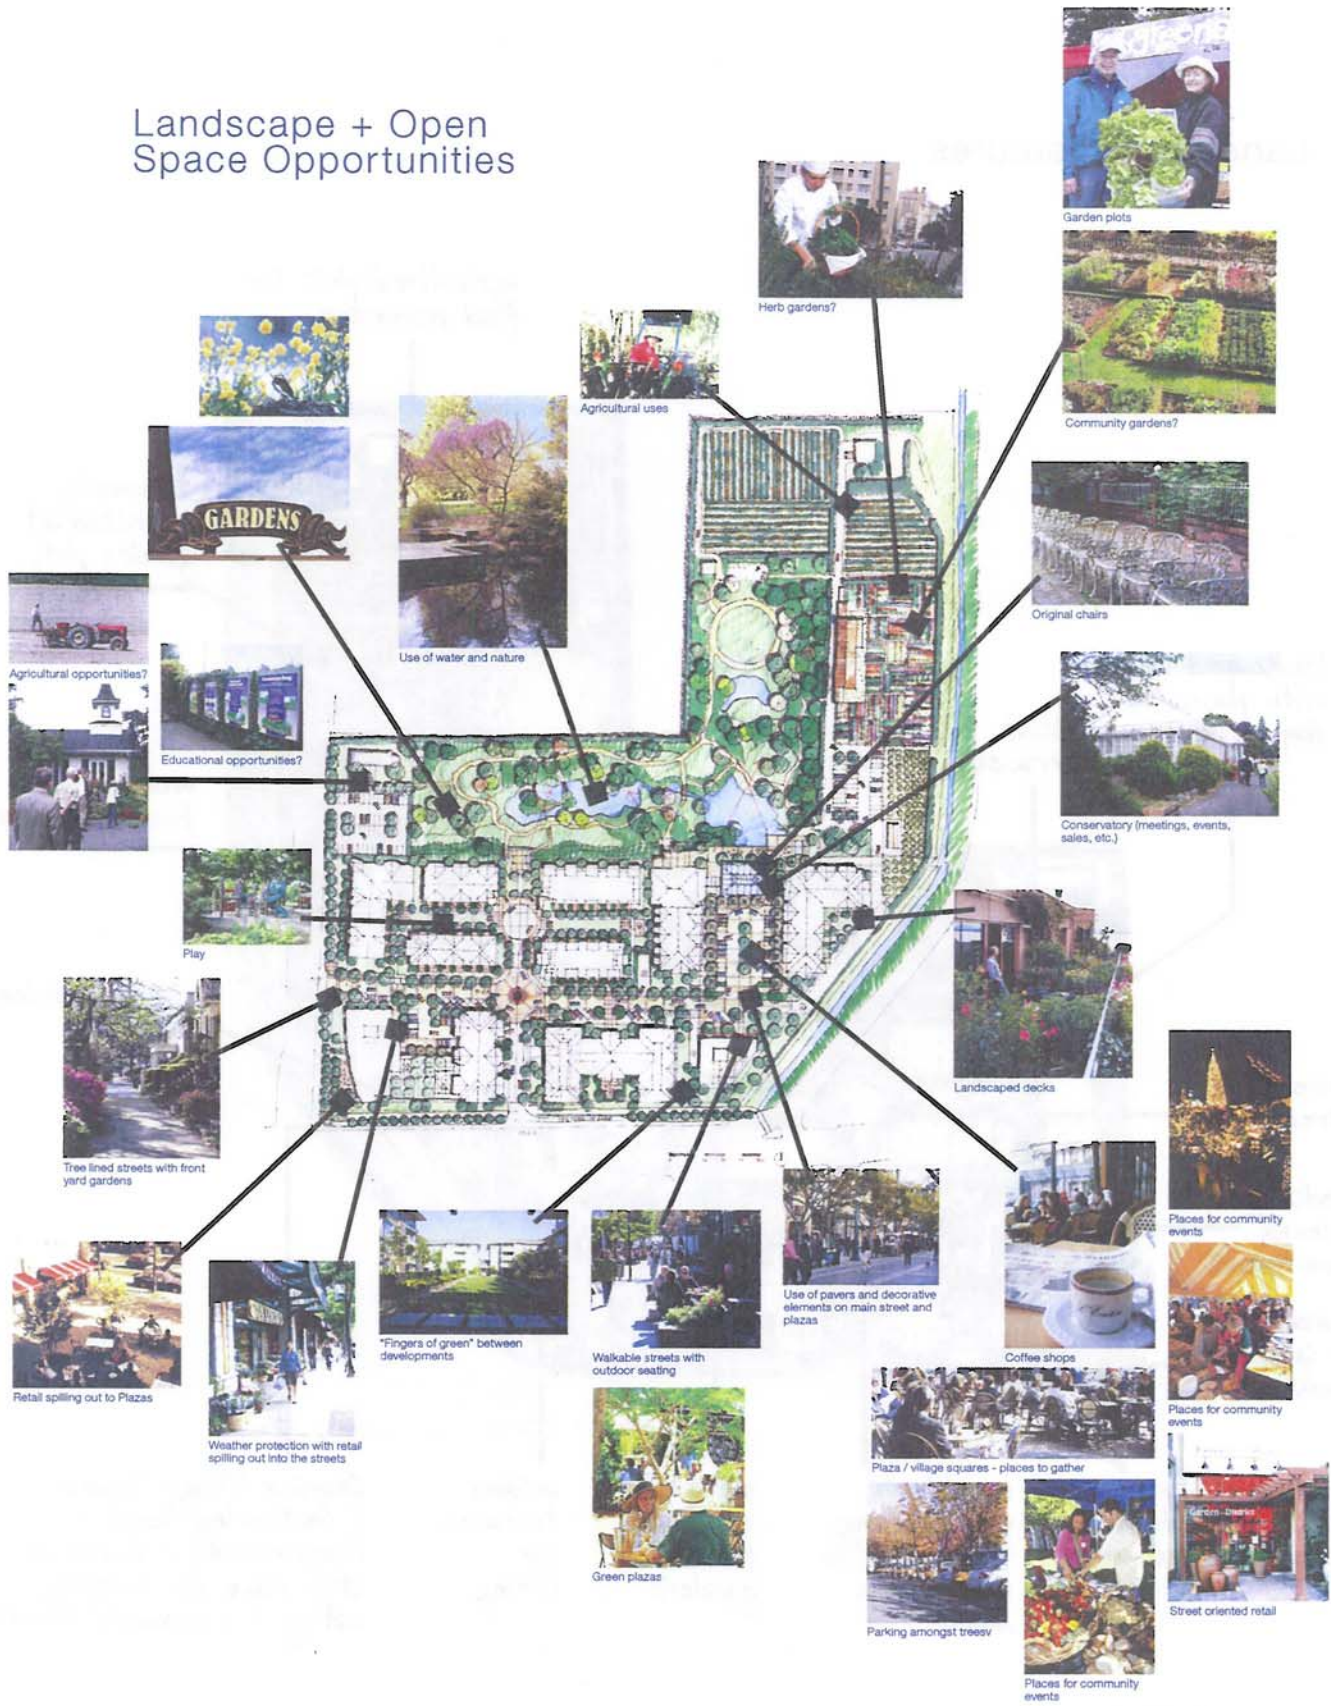 Landscape + Open
Space Opportunities
Garden plots
Herb gardens?
Agricultural uses
Community gardens?
GARDENS
Original chairs
Use of water and nature
Agricultural opportunities?
Educational opportunities?
Conservatory (meetings, events,
sales, etc.)
Play
Landscaped decks
Tree lined streets with front
yard gardens
Places for community
events
Use of pavers and decorative
elements on main street and
plazas
"Fingers of green" between
developments
Walkable streets with
outdoor seating
Coffee shops
Retail spilling out to Plazas
Weather protection with retail
spilling out into the streets
Places for community
events
Plaza / village squares - places to gather
Garden District
Green plazas
Parking amongst treesv
Street oriented retail
Places for community
events